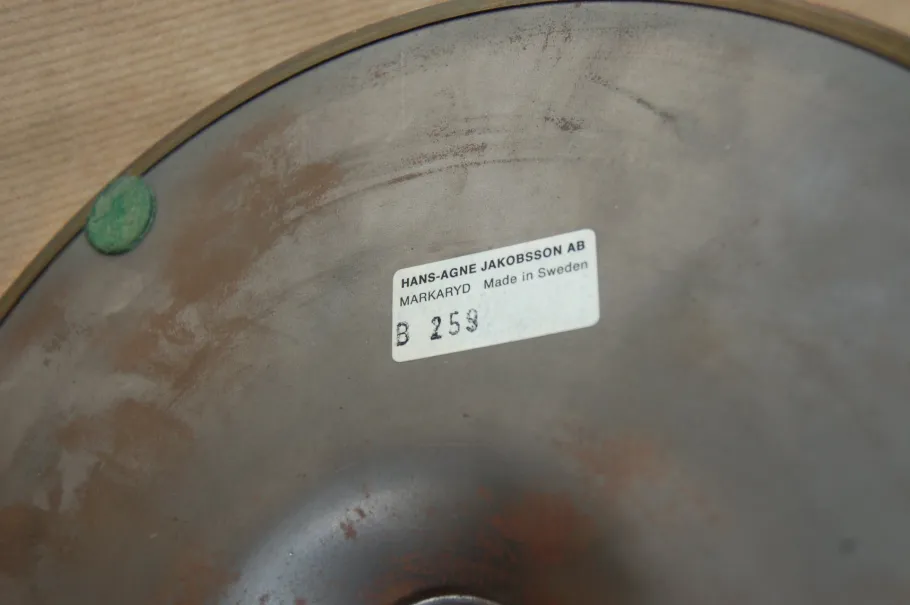 HANS-AGNE JAKOBSSON AB
MARKARYD Made in Sweden
B 259